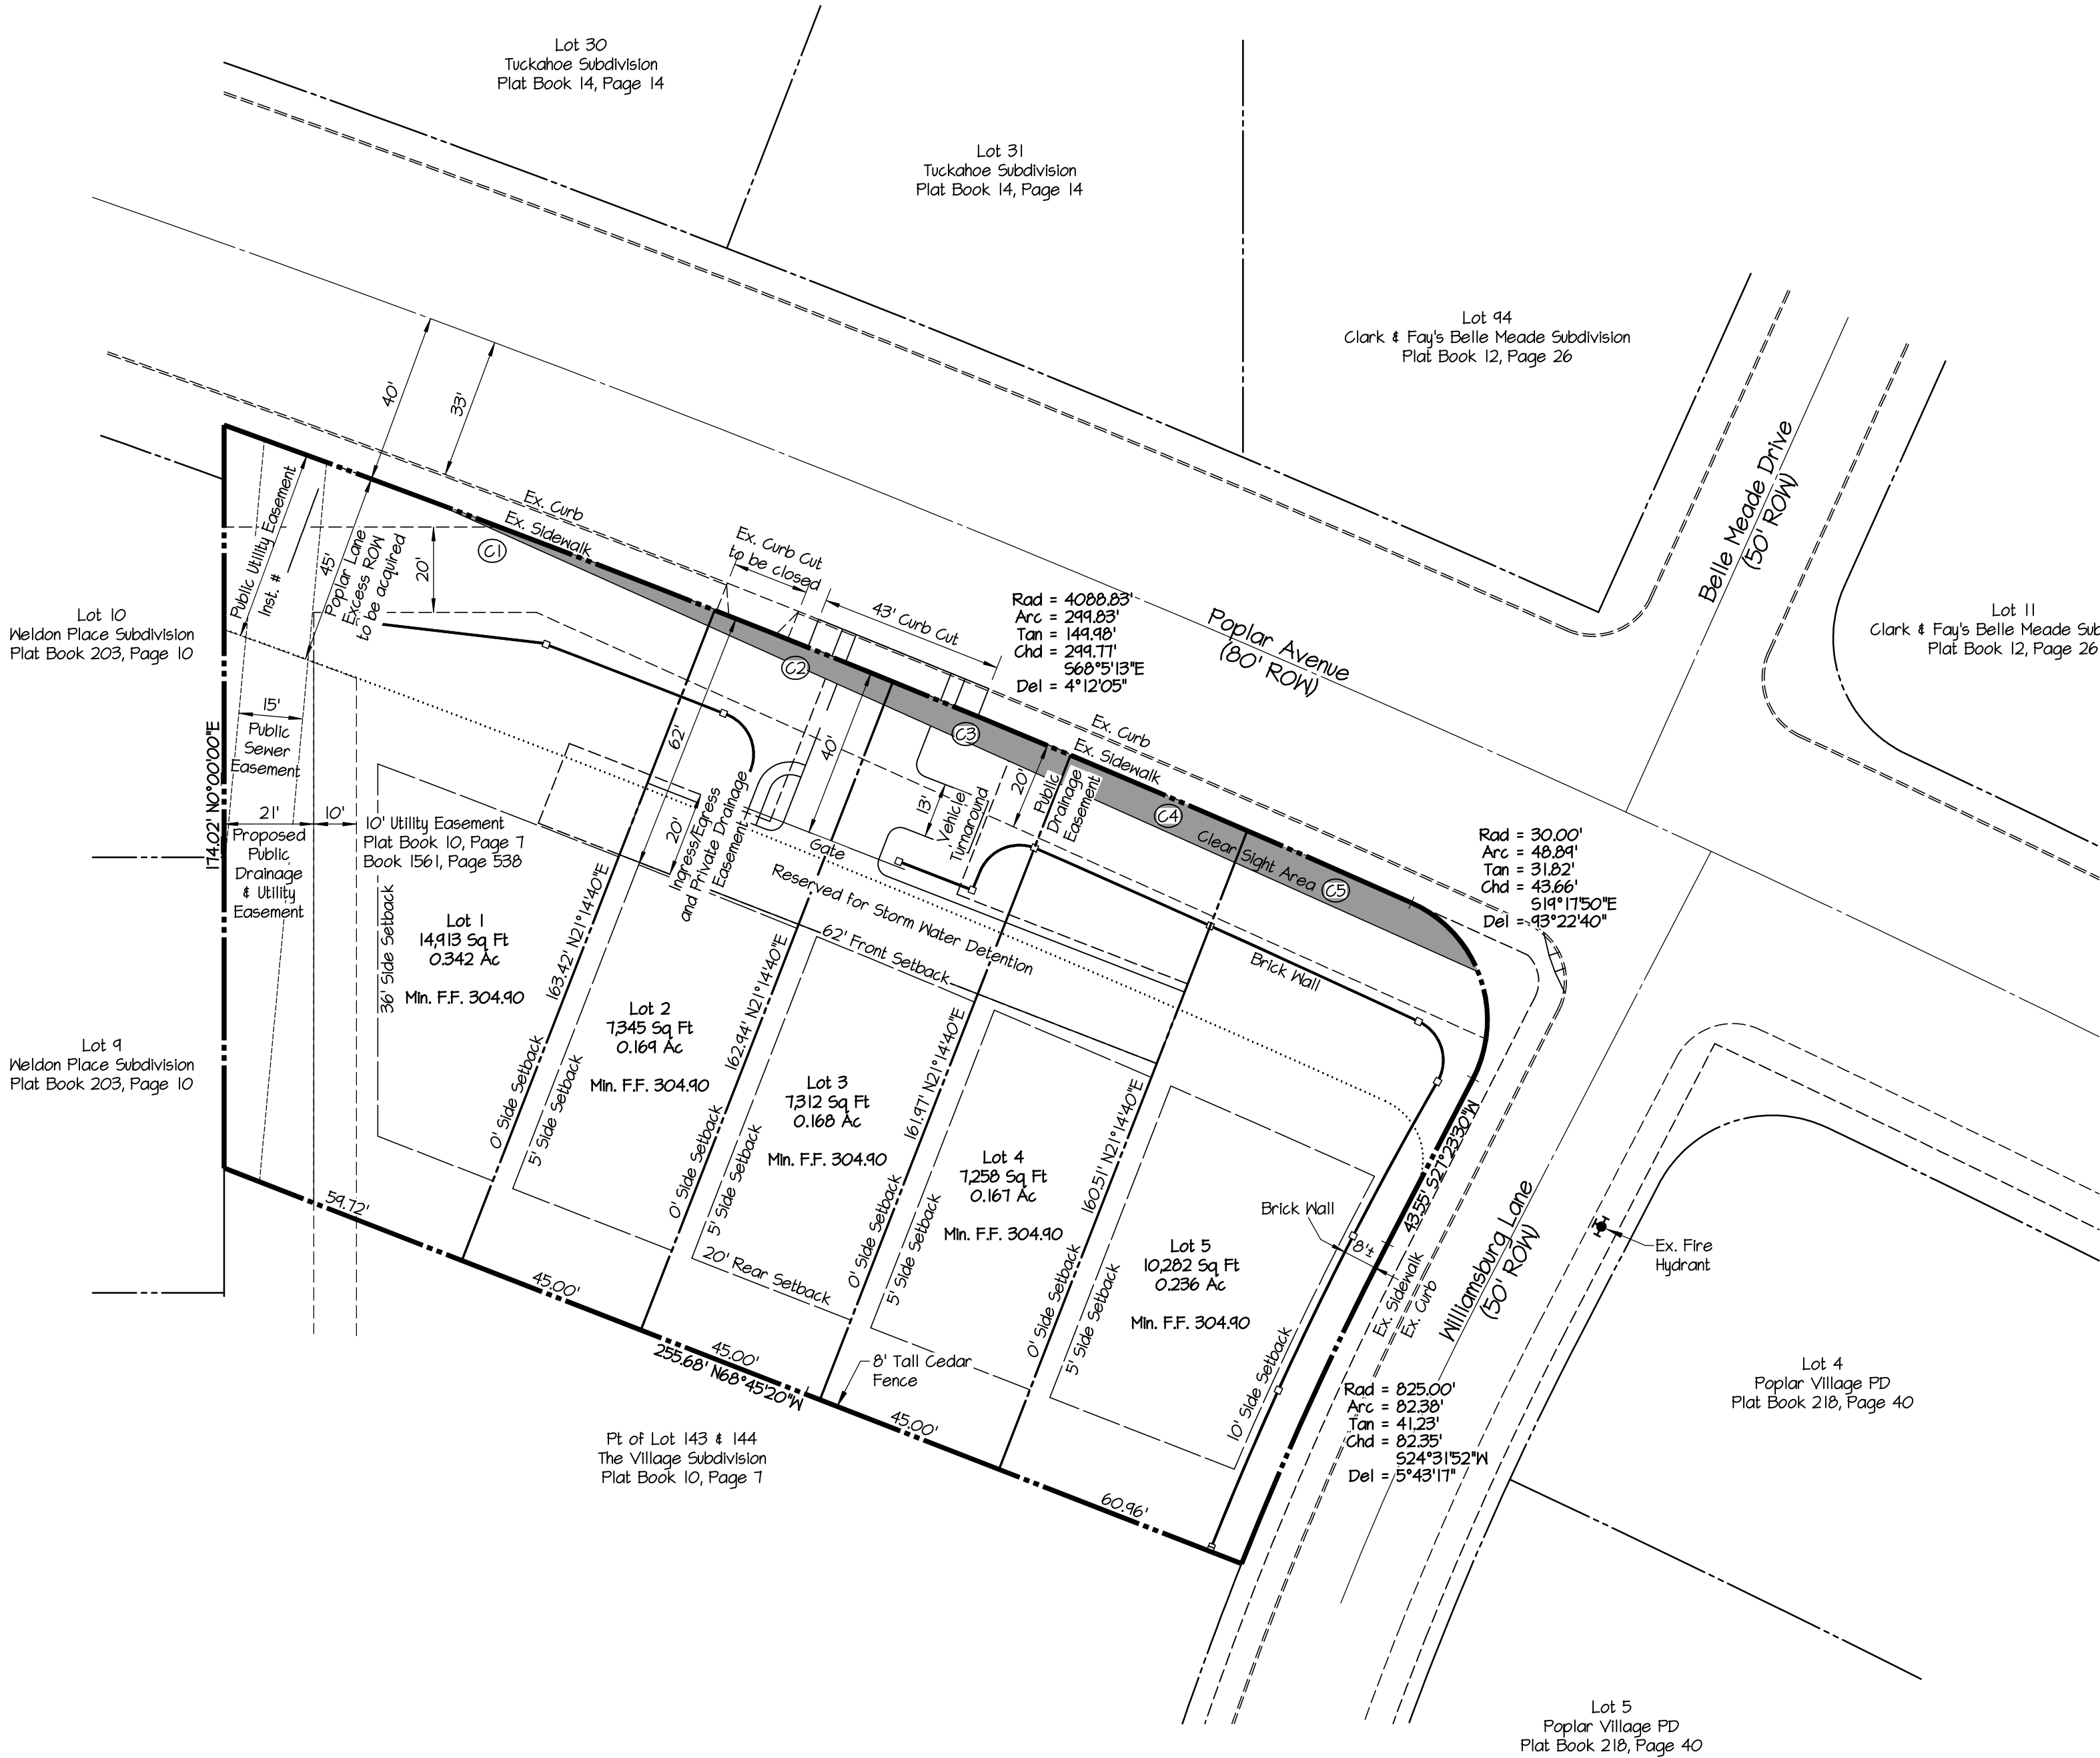 Lot 30
Tuckahoe Subdivision
Plat Book 14, Page 14
Lot 31
Tuckahoe Subdivision
Plat Book 14, Page 14
Lot 94
Clark & Fay's Belle Meade Subdivision
Plat Book 12, Page 26
Belle Meade Drive
(50' ROW)
Lot 11
Clark & Fay's Belle Meade Sub
Plat Book 12, Page 26
Poplar Avenue
(80' ROW)
40'
33'
Ex. Curb
Ex. Sidewalk
C1
Ex. Curb Cut
to be closed
43' Curb Cut
Rad = 4088.83'
Arc = 299.83'
Tan = 149.98'
Chd = 299.77'
S68°5'13"E
Del = 4°12'05"
Public Utility Easement
Inst. #
45'
Poplar Lane
Excess ROW
to be acquired
20'
Lot 10
Weldon Place Subdivision
Plat Book 203, Page 10
174.02' N0°00'00"E
15'
Public
Sewer
Easement
21'
Proposed
Public
Drainage
& Utility
Easement
10'
10' Utility Easement
Plat Book 10, Page 7
Book 1561, Page 538
C2
62'
40'
20'
Ingress/Egress
and Private Drainage
Easement
Gate
C3
13'
Vehicle
Turnaround
20'
Public
Drainage
Easement
Ex. Curb
Ex. Sidewalk
C4
Clear Sight Area
C5
Rad = 30.00'
Arc = 48.89'
Tan = 31.82'
Chd = 43.66'
S19°17'50"E
Del = 93°22'40"
Reserved for Storm Water Detention
62' Front Setback
Brick Wall
36' Side Setback
Lot 1
14,913 Sq Ft
0.342 Ac
Min. F.F. 304.90
163.42' N21°14'40"E
0' Side Setback
5' Side Setback
Lot 2
7,345 Sq Ft
0.169 Ac
Min. F.F. 304.90
162.94' N21°14'40"E
0' Side Setback
5' Side Setback
Lot 3
7,312 Sq Ft
0.168 Ac
Min. F.F. 304.90
20' Rear Setback
161.97' N21°14'40"E
0' Side Setback
5' Side Setback
Lot 4
7,258 Sq Ft
0.167 Ac
Min. F.F. 304.90
160.51' N21°14'40"E
0' Side Setback
5' Side Setback
Lot 5
10,282 Sq Ft
0.236 Ac
Min. F.F. 304.90
10' Side Setback
Brick Wall
8'±
43.55' S27°23'30"W
Ex. Sidewalk
Ex. Curb
Williamsburg Lane
(50' ROW)
Ex. Fire
Hydrant
Lot 9
Weldon Place Subdivision
Plat Book 203, Page 10
59.72'
45.00'
45.00'
255.68' N68°45'20"W
8' Tall Cedar
Fence
45.00'
60.96'
Rad = 825.00'
Arc = 82.38'
Tan = 41.23'
Chd = 82.35'
S24°31'52"W
Del = 5°43'17"
Pt of Lot 143 & 144
The Village Subdivision
Plat Book 10, Page 7
Lot 4
Poplar Village PD
Plat Book 218, Page 40
Lot 5
Poplar Village PD
Plat Book 218, Page 40